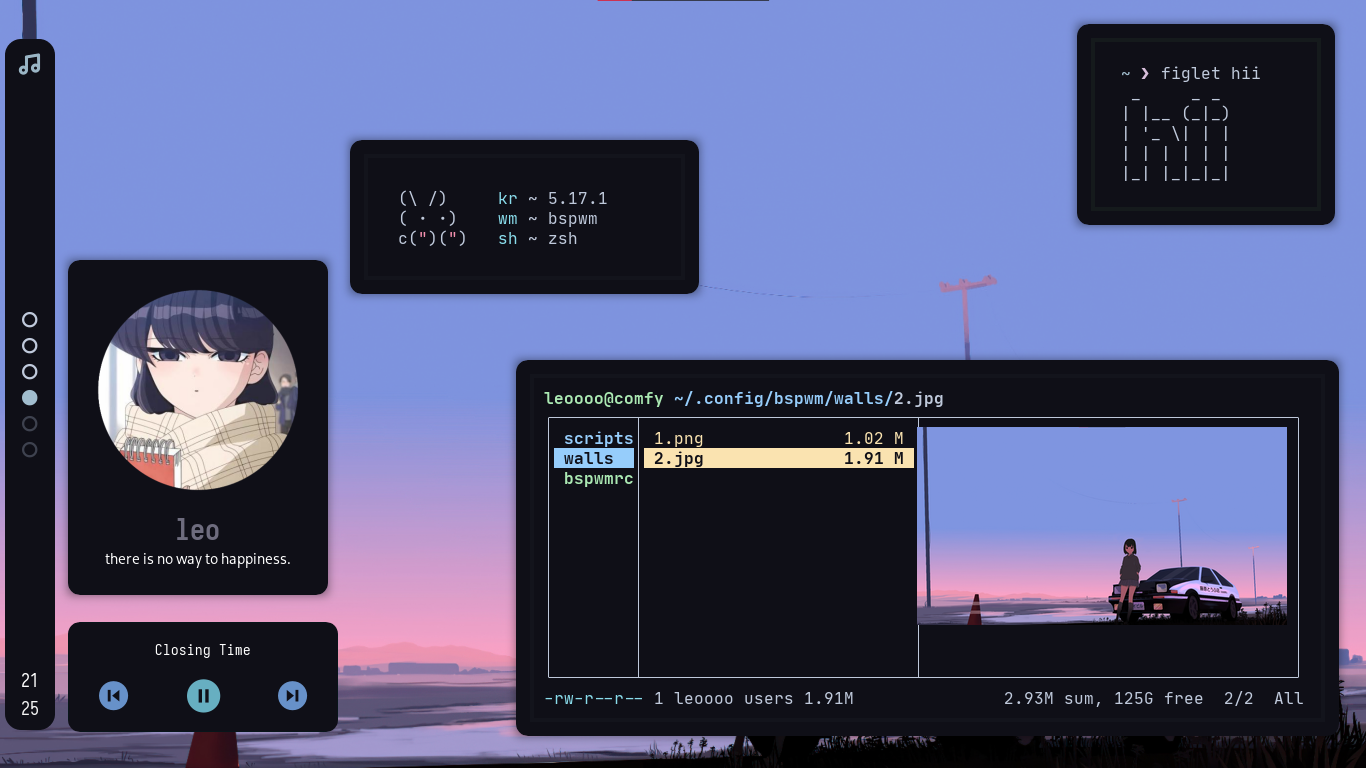 ~ ❯ figlet hii
 _     _ _
| |__ (_|_)
| '_ \| | |
| | | | | |
|_| |_|_|_|
(\ /)   kr ~ 5.17.1
( · ·)   wm ~ bspwm
c(")(")   sh ~ zsh
leo
there is no way to happiness.
Closing Time
21
25
leoooo@comfy ~/.config/bspwm/walls/2.jpg
scripts 1.png 1.02 M
walls 2.jpg 1.91 M
bspwmrc
-rw-r--r-- 1 leoooo users 1.91M 2.93M sum, 125G free 2/2 All